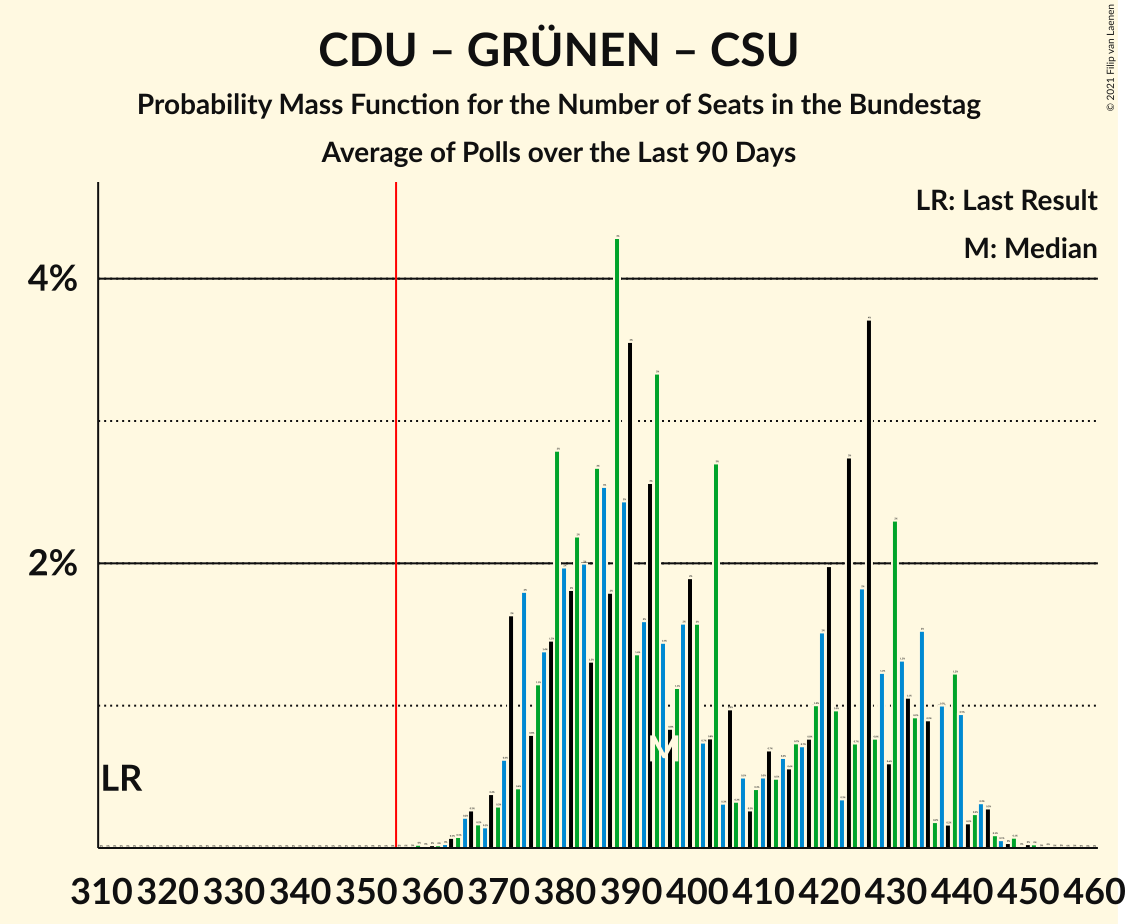 CDU – GRÜNEN – CSU
Probability Mass Function for the Number of Seats in the Bundestag
Average of Polls over the Last 90 Days
© 2021 Filip van Laenen
LR: Last Result
M: Median
4%
2%
M
LR
310 320 330 340 350 360 370 380 390 400 410 420 430 440 450 460